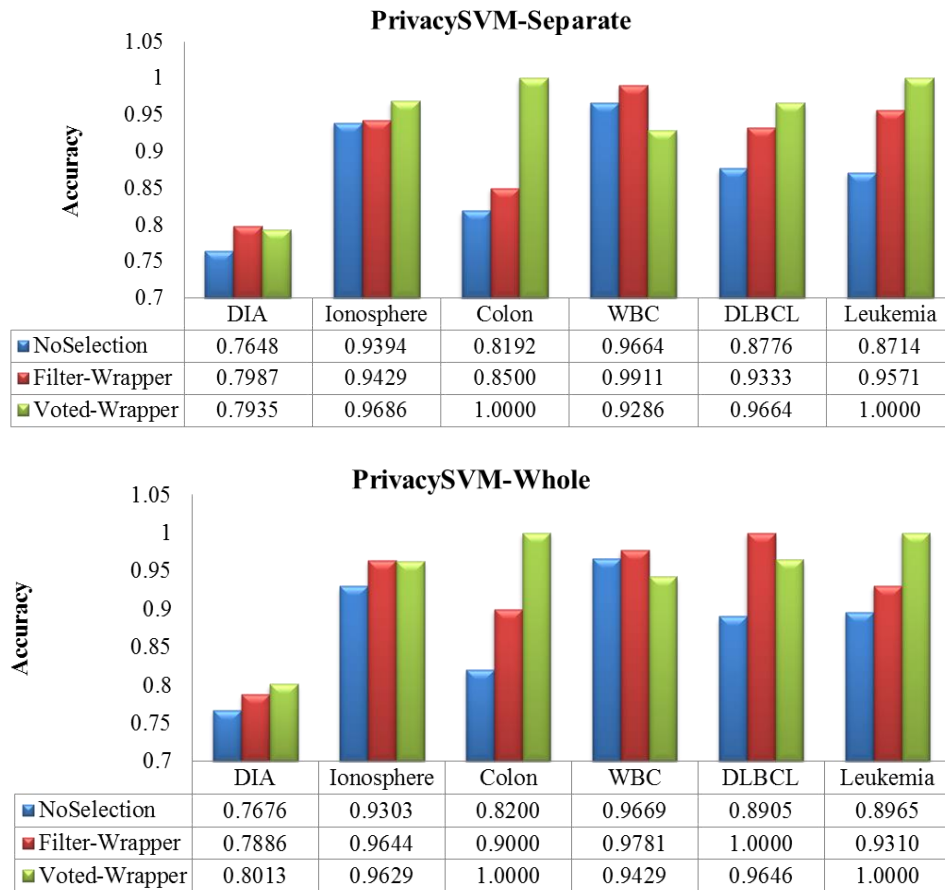 PrivacySVM-Separate
1.05
1
0.95
0.9
0.85
0.8
0.75
0.7
Accuracy
DIA Ionosphere Colon WBC DLBCL Leukemia
NoSelection 0.7648 0.9394 0.8192 0.9664 0.8776 0.8714
Filter-Wrapper 0.7987 0.9429 0.8500 0.9911 0.9333 0.9571
Voted-Wrapper 0.7935 0.9686 1.0000 0.9286 0.9664 1.0000
PrivacySVM-Whole
1.05
1
0.95
0.9
0.85
0.8
0.75
0.7
Accuracy
DIA Ionosphere Colon WBC DLBCL Leukemia
NoSelection 0.7676 0.9303 0.8200 0.9669 0.8905 0.8965
Filter-Wrapper 0.7886 0.9644 0.9000 0.9781 1.0000 0.9310
Voted-Wrapper 0.8013 0.9629 1.0000 0.9429 0.9646 1.0000